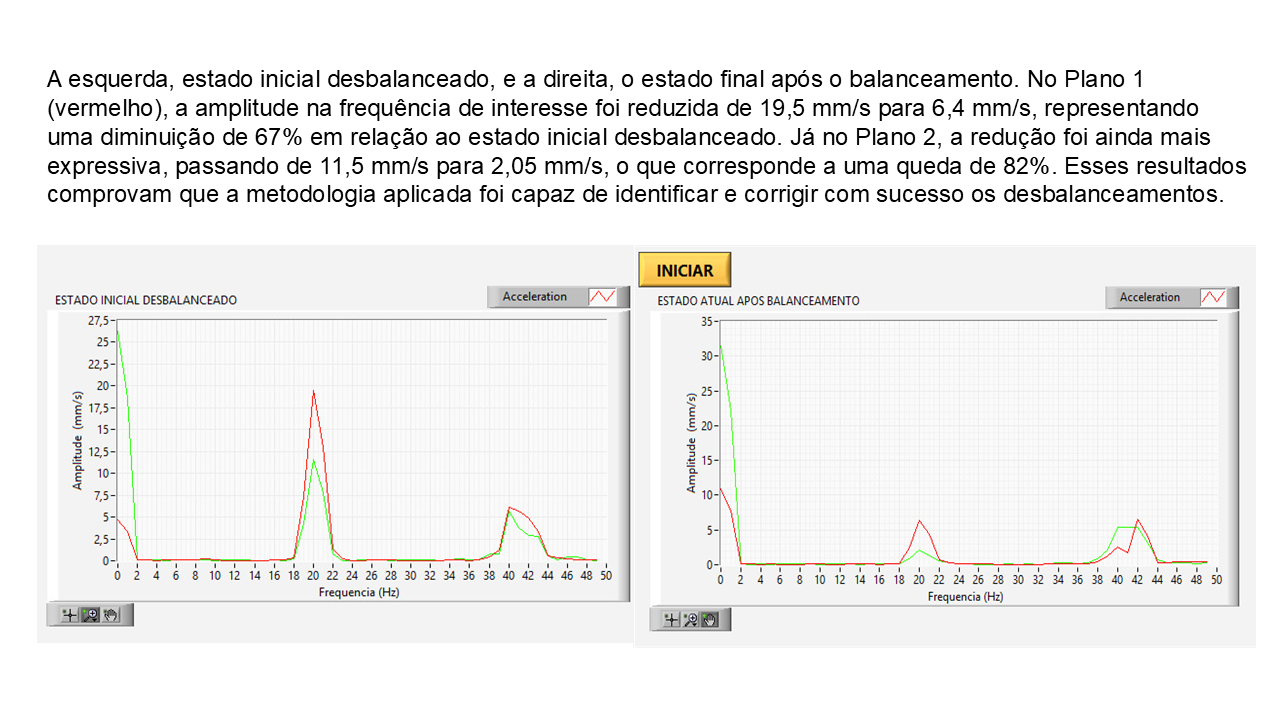 A esquerda, estado inicial desbalanceado, e a direita, o estado final após o balanceamento. No Plano 1
(vermelho), a amplitude na frequência de interesse foi reduzida de 19,5 mm/s para 6,4 mm/s, representando
uma diminuição de 67% em relação ao estado inicial desbalanceado. Já no Plano 2, a redução foi ainda mais
expressiva, passando de 11,5 mm/s para 2,05 mm/s, o que corresponde a uma queda de 82%. Esses resultados
comprovam que a metodologia aplicada foi capaz de identificar e corrigir com sucesso os desbalanceamentos.
ESTADO INICIAL DESBALANCEADO
Acceleration
27,5
25
22,5
20
17,5
15
12,5
10
7,5
5
2,5
0
Amplitude (mm/s)
0 2 4 6 8 10 12 14 16 18 20 22 24 26 28 30 32 34 36 38 40 42 44 46 48 50
Frequencia (Hz)
INICIAR
ESTADO ATUAL APOS BALANCEAMENTO
Acceleration
35
30
25
20
15
10
5
0
Amplitude (mm/s)
0 2 4 6 8 10 12 14 16 18 20 22 24 26 28 30 32 34 36 38 40 42 44 46 48 50
Frequencia (Hz)